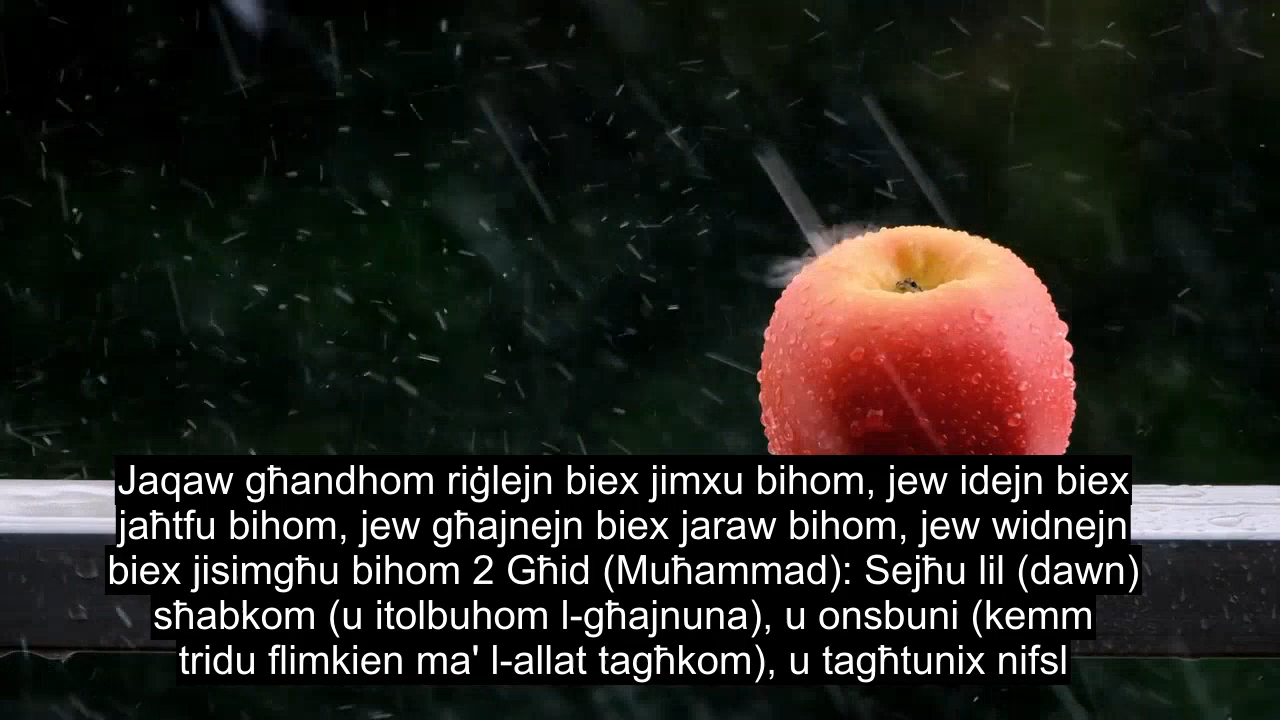 Jaqaw għandhom riġlejn biex jimxu bihom, jew idejn biex
jaħtfu bihom, jew għajnejn biex jaraw bihom, jew widnejn
biex jisimgħu bihom 2 Għid (Muħammad): Sejħu lil (dawn)
sħabkom (u itolbuhom l-għajnuna), u onsbuni (kemm
tridu flimkien ma' l-allat tagħkom), u tagħtunix nifsl